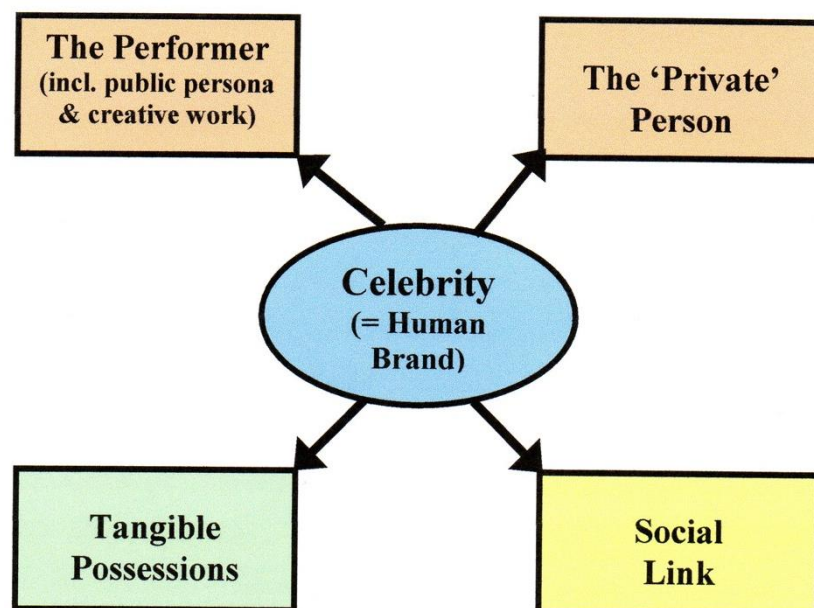 The Performer
(incl. public persona
& creative work)
The ‘Private’
Person
Celebrity
(= Human
Brand)
Tangible
Possessions
Social
Link